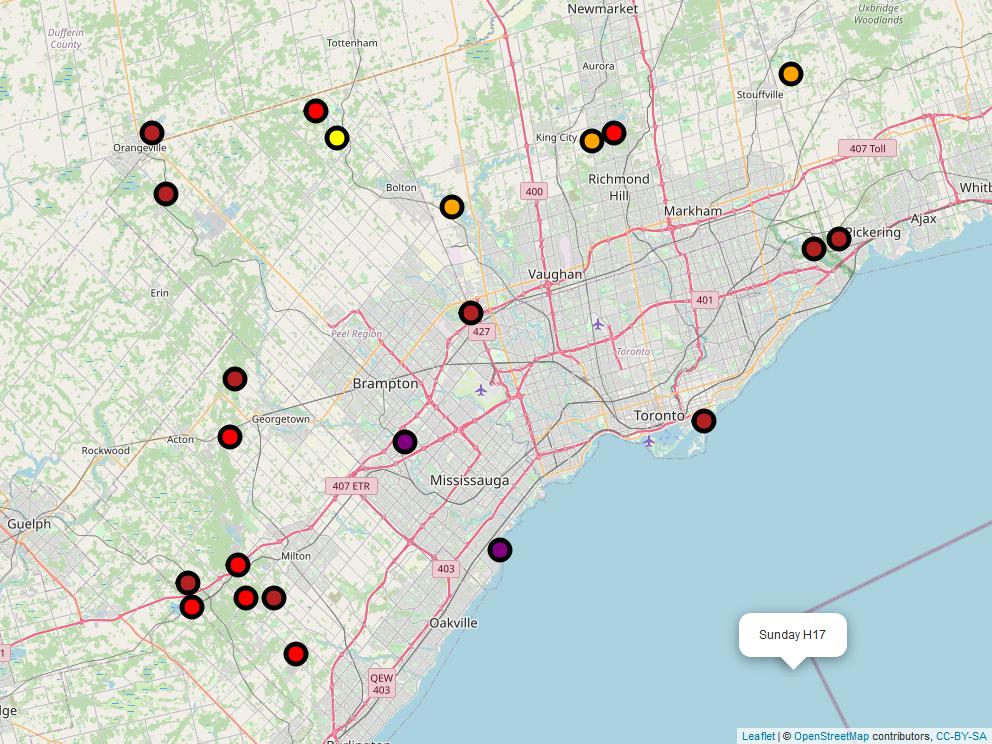 Newmarket
Uxbridge
Woodlands
Dufferin
County
Tottenham
Aurora
Stouffville
King City
Orangeville
407 Toll
Richmond
Hill
400
Bolton
Whitb
Markham
Ajax
Pickering
Erin
Vaughan
401
427
Peel Region
Toronto
Brampton
Georgetown
Toronto
Acton
Rockwood
Mississauga
407 ETR
Guelph
Milton
403
Oakville
Sunday H17
1
QEW
403
dge
Burlington
Leaflet | © OpenStreetMap contributors, CC-BY-SA